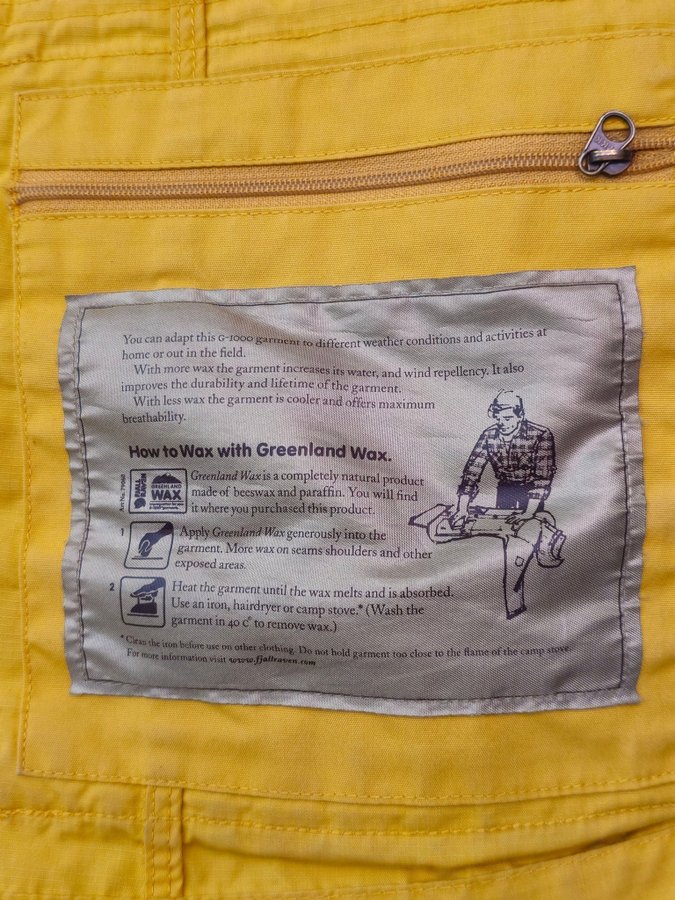 You can adapt this G-1000 garment to different weather conditions and activities at
home or out in the field.
With more wax the garment increases its water, and wind repellency. It also
improves the durability and lifetime of the garment.
With less wax the garment is cooler and offers maximum
breathability.
How to Wax with Greenland Wax.
FJÄLL
RÄVEN
GREENLAND
WAX
Greenland Wax is a completely natural product
made of beeswax and paraffin. You will find
it where you purchased this product.
1
Apply Greenland Wax generously into the
garment. More wax on seams shoulders and other
exposed areas.
2
Heat the garment until the wax melts and is absorbed.
Use an iron, hairdryer or camp stove.* (Wash the
garment in 40 c° to remove wax.)
* Clean the iron before use on other clothing. Do not hold garment too close to the flame of the camp stove.
For more information visit www.fjallraven.com